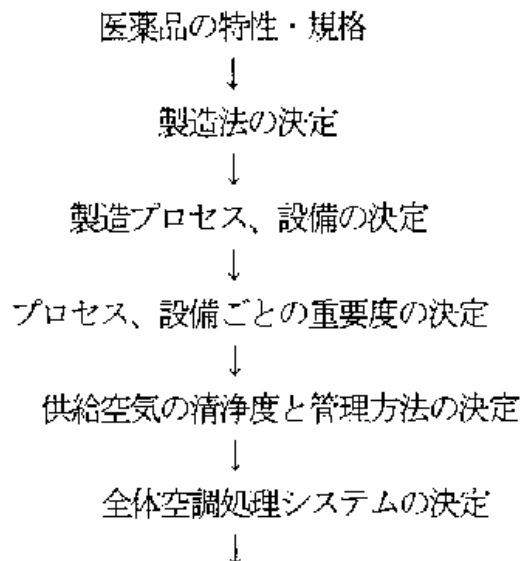 医薬品の特性・規格
↓
製造法の決定
↓
製造プロセス、設備の決定
↓
プロセス、設備ごとの重要度の決定
↓
供給空気の清浄度と管理方法の決定
↓
全体空調処理システムの決定
↓